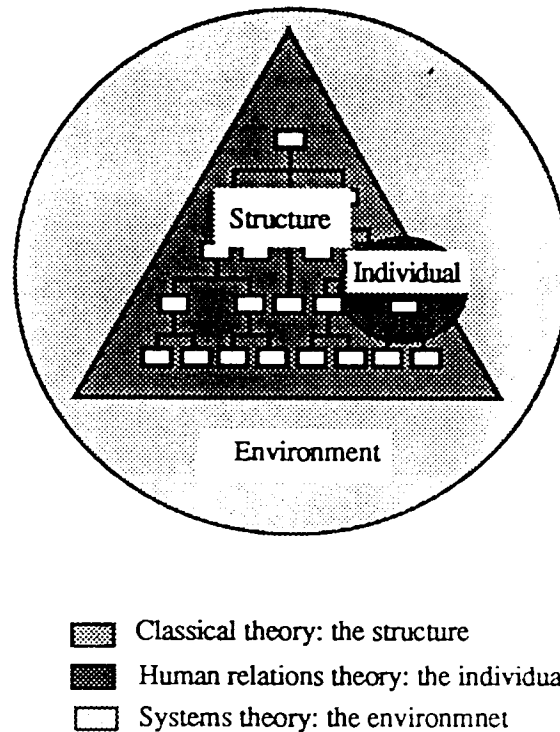 Structure
Individual
Environment
Classical theory: the structure
Human relations theory: the individua
Systems theory: the environmnet